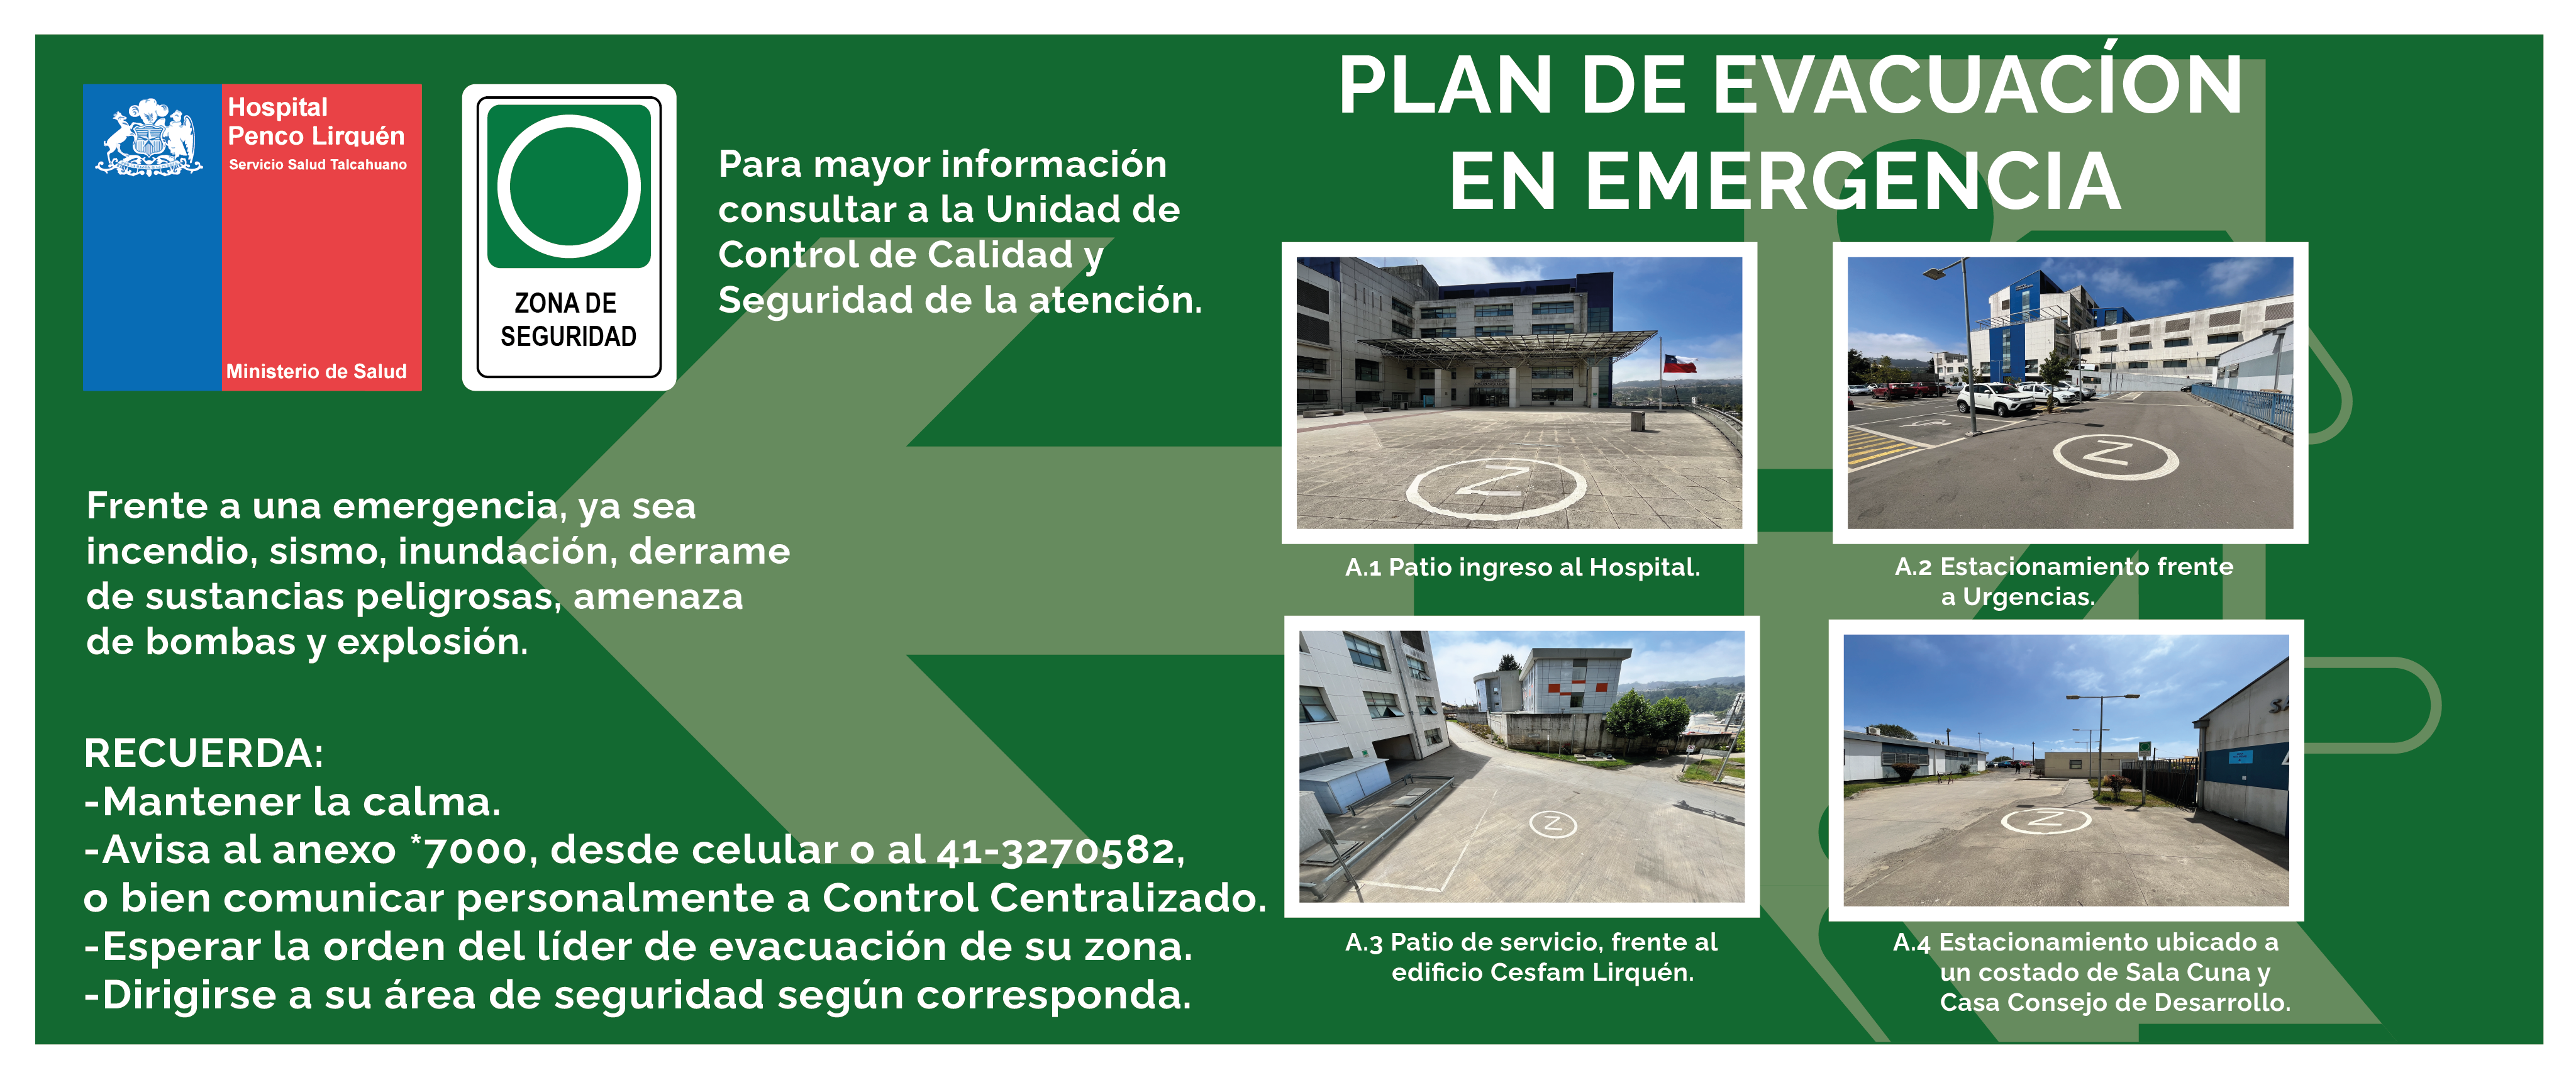 Hospital
Penco Lirquén
Servicio Salud Talcahuano
Ministerio de Salud
ZONA DE
SEGURIDAD
Para mayor información
consultar a la Unidad de
Control de Calidad y
Seguridad de la atención.
Frente a una emergencia, ya sea
incendio, sismo, inundación, derrame
de sustancias peligrosas, amenaza
de bombas y explosión.
RECUERDA:
-Mantener la calma.
-Avisa al anexo *7000, desde celular o al 41-3270582,
o bien comunicar personalmente a Control Centralizado.
-Esperar la orden del líder de evacuación de su zona.
-Dirigirse a su área de seguridad según corresponda.
PLAN DE EVACUACÍON
EN EMERGENCIA
Z
A.1 Patio ingreso al Hospital.
Z
A.2 Estacionamiento frente
a Urgencias.
Z
A.3 Patio de servicio, frente al
edificio Cesfam Lirquén.
Z
A.4 Estacionamiento ubicado a
un costado de Sala Cuna y
Casa Consejo de Desarrollo.